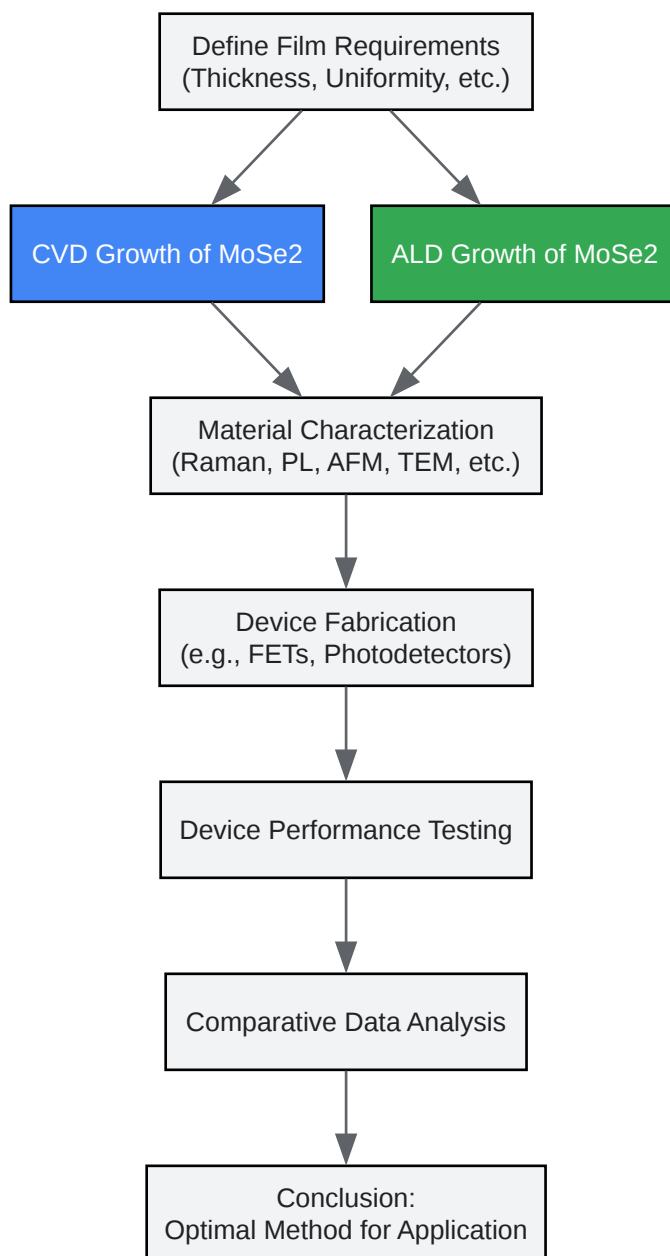 Define Film Requirements
(Thickness, Uniformity, etc.)
CVD Growth of MoSe2
ALD Growth of MoSe2
Material Characterization
(Raman, PL, AFM, TEM, etc.)
Device Fabrication
(e.g., FETs, Photodetectors)
Device Performance Testing
Comparative Data Analysis
Conclusion:
Optimal Method for Application